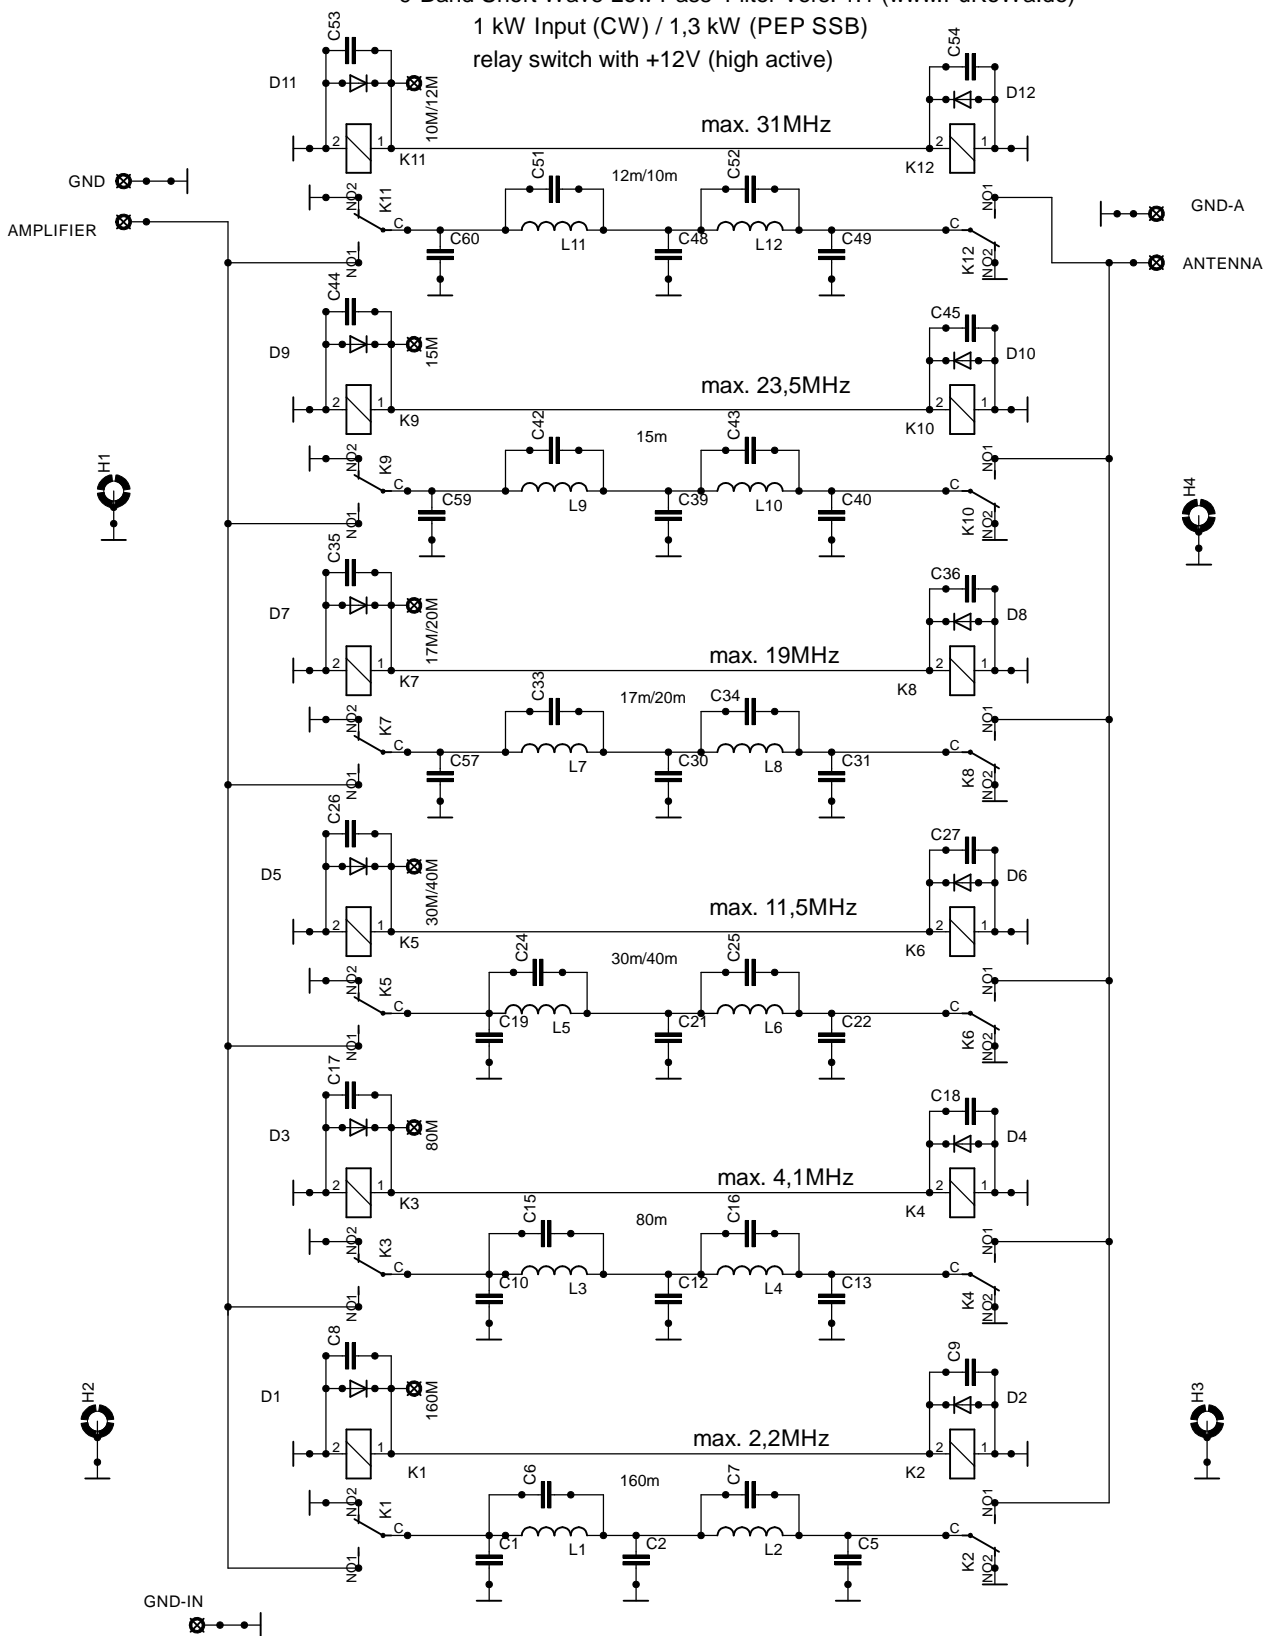 1 kW Input (CW) / 1,3 kW (PEP SSB)
relay switch with +12V (high active)
C53
C54
D11
10M/12M
D12
max. 31MHz
2 1
K11
K12
2 1
GND
C51
12m/10m
C52
NO2
K11
NO1
GND-A
AMPLIFIER
C
C60
L11
C48
L12
C49
C
K12
NO1
NO2
ANTENNA
C44
C45
D9
15M
D10
max. 23,5MHz
2 1
K9
K10
2 1
C42
15m
C43
NO2
K9
NO1
H1
C
C59
L9
C39
L10
C40
C
K10
H4
NO1
NO2
C35
C36
D7
17M/20M
D8
max. 19MHz
2 1
K7
K8
2 1
C33
17m/20m
C34
NO2
K7
NO1
C
C57
L7
C30
L8
C31
C
K8
NO1
NO2
C26
C27
D5
30M/40M
D6
max. 11,5MHz
2 1
K5
K6
2 1
C24
30m/40m
C25
NO2
K5
NO1
C
C19
L5
C21
L6
C22
C
K6
NO1
NO2
C17
C18
D3
80M
D4
max. 4,1MHz
2 1
K3
K4
2 1
C15
80m
C16
NO2
K3
NO1
C
C10
L3
C12
L4
C13
C
K4
NO1
NO2
C8
C9
H2
D1
160M
D2
H3
max. 2,2MHz
2 1
K1
K2
2 1
C6
160m
C7
NO2
K1
NO1
C
C1
L1
C2
L2
C5
C
K2
NO1
NO2
GND-IN